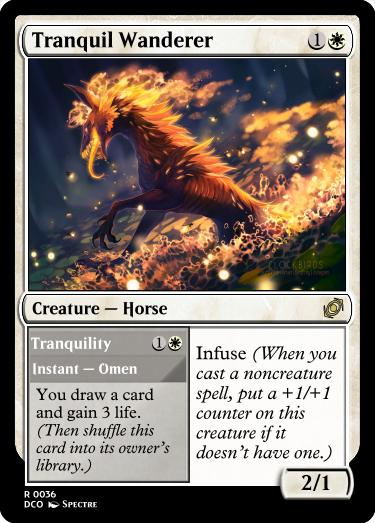 Tranquil Wanderer 1
CLOCKBIRDS
Creature — Horse
Tranquility 1
Instant — Omen
You draw a card
and gain 3 life.
(Then shuffle this
card into its owner's
library.)
Infuse (When you
cast a noncreature
spell, put a +1/+1
counter on this
creature if it
doesn't have one.)
2/1
R 0036
DCO Spectre